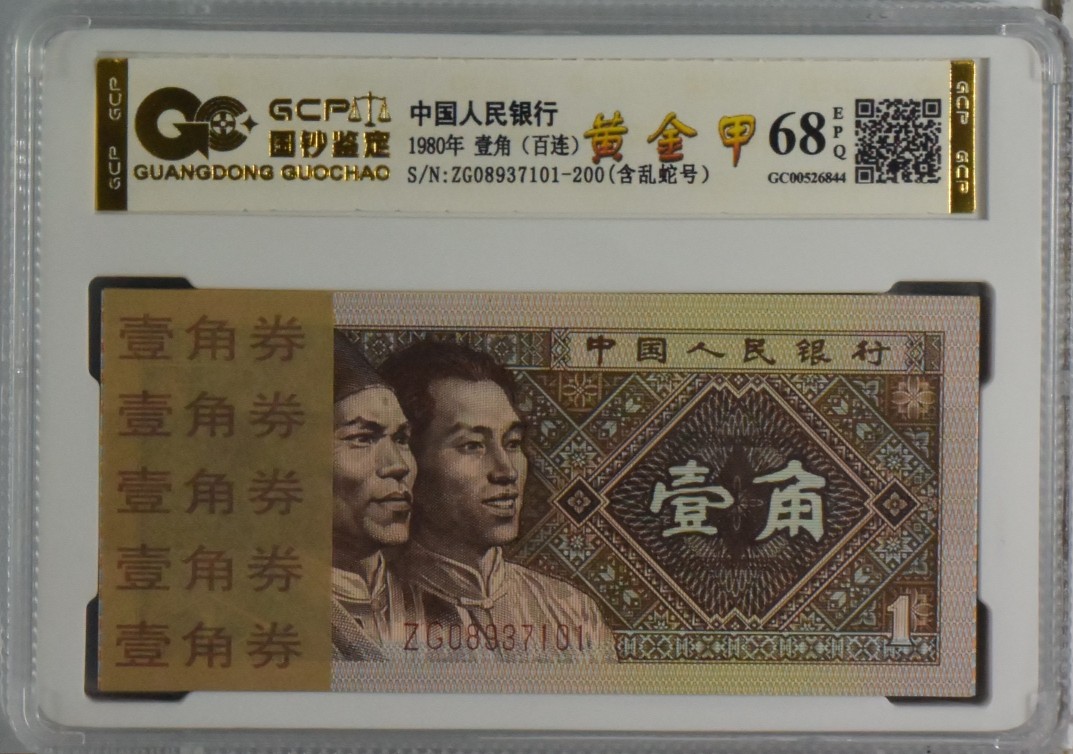 GCP
GCP
GC
GCP
国钞鉴定
GUANGDONG GUOCHAO
中国人民银行
1980年 壹角（百连）
S/N:ZG08937101-200(含乱蛇号)
黄金甲
68
EPQ
GC00526844
GCP
GCP
壹角券
壹角券
壹角券
壹角券
壹角券
中国人民银行
壹角
1
ZG08937101